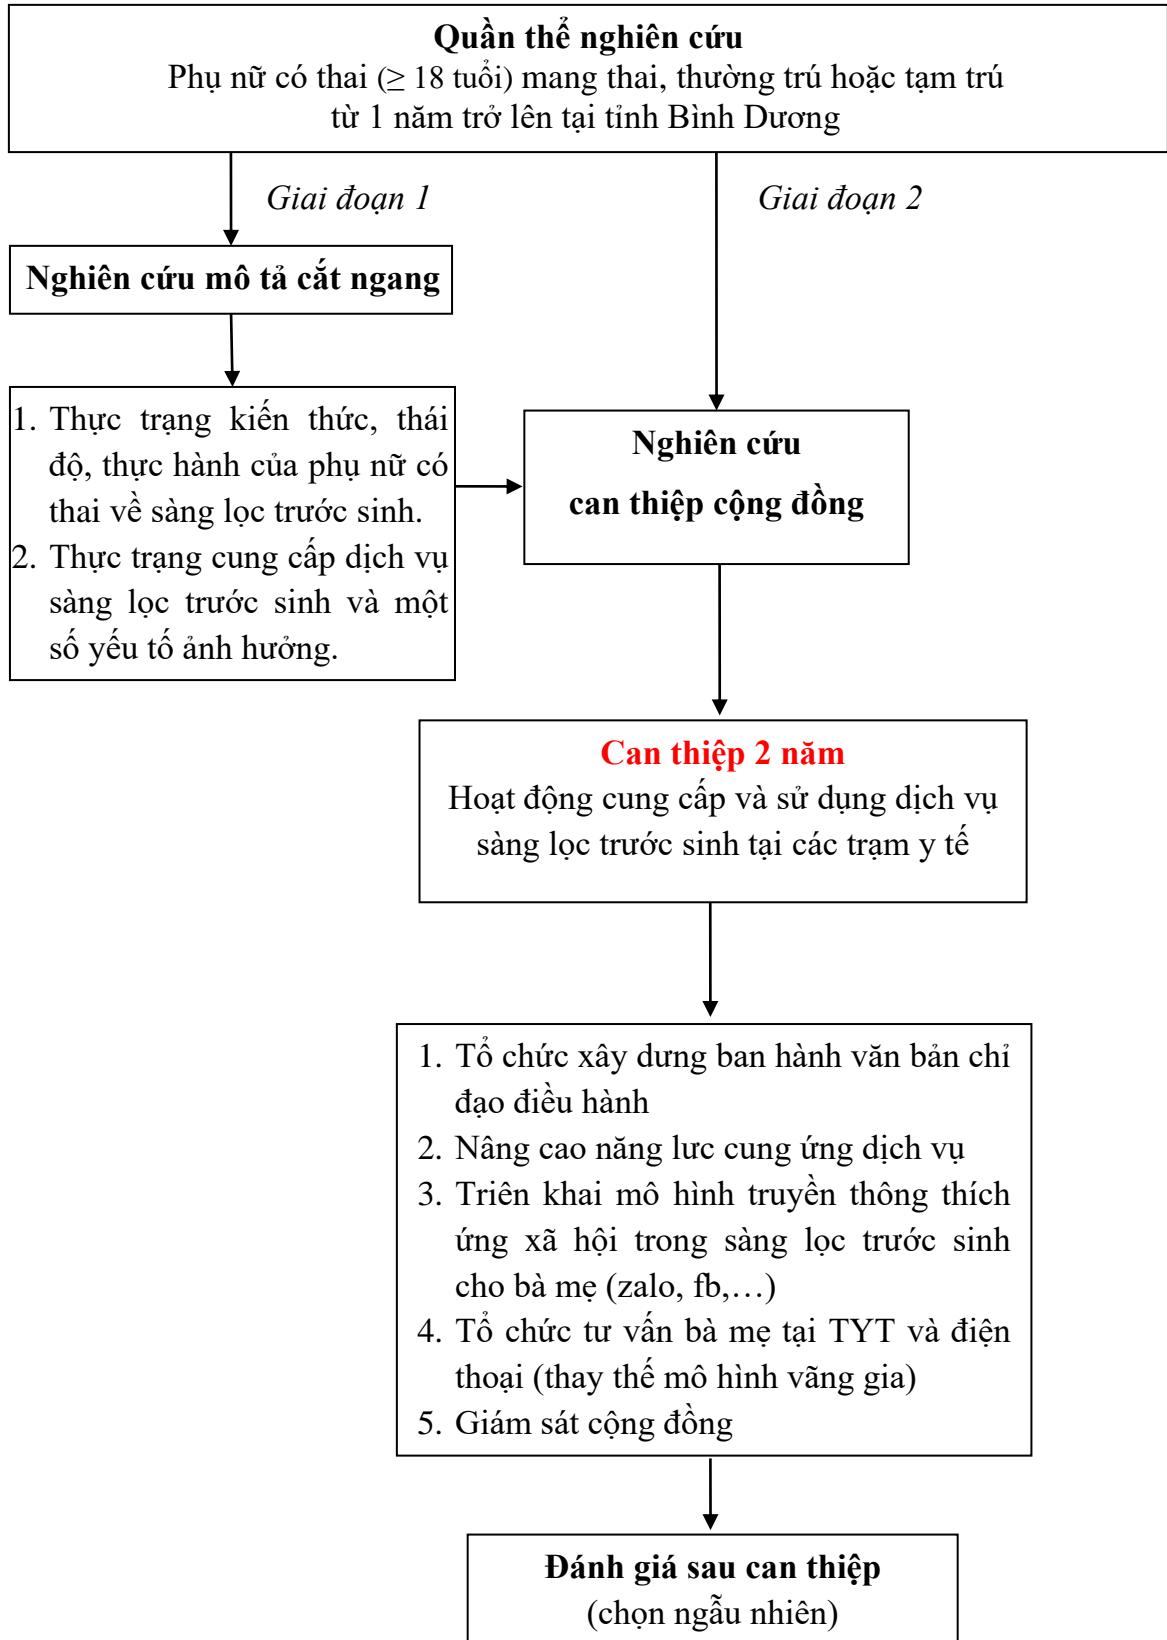 Quần thể nghiên cứu
Phụ nữ có thai (≥ 18 tuổi) mang thai, thường trú hoặc tạm trú
từ 1 năm trở lên tại tỉnh Bình Dương
Giai đoạn 1
Giai đoạn 2
Nghiên cứu mô tả cắt ngang
1. Thực trạng kiến thức, thái
độ, thực hành của phụ nữ có
thai về sàng lọc trước sinh.
2. Thực trạng cung cấp dịch vụ
sàng lọc trước sinh và một
số yếu tố ảnh hưởng.
Nghiên cứu
can thiệp cộng đồng
Can thiệp 2 năm
Hoạt động cung cấp và sử dụng dịch vụ
sàng lọc trước sinh tại các trạm y tế
1. Tổ chức xây dưng ban hành văn bản chỉ
đạo điều hành
2. Nâng cao năng lưc cung ứng dịch vụ
3. Triên khai mô hình truyền thông thích
ứng xã hội trong sàng lọc trước sinh
cho bà mẹ (zalo, fb,…)
4. Tổ chức tư vấn bà mẹ tại TYT và điện
thoại (thay thế mô hình vãng gia)
5. Giám sát cộng đồng
Đánh giá sau can thiệp
(chọn ngẫu nhiên)